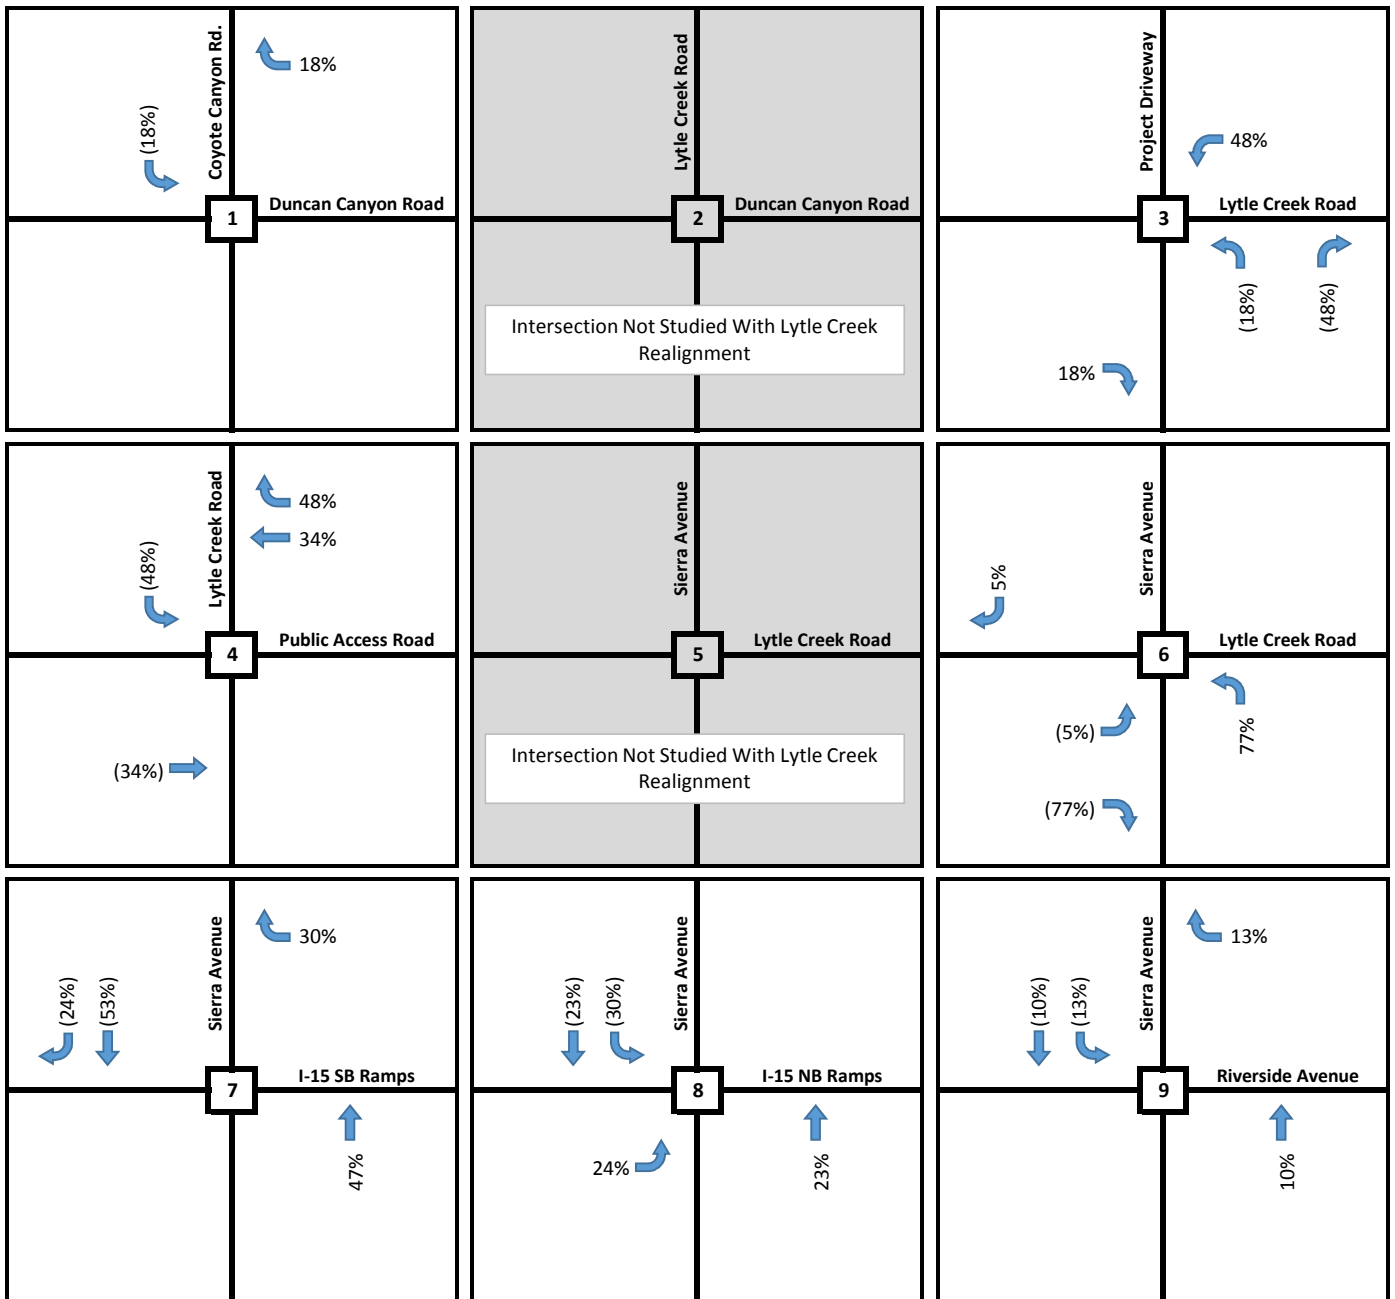 Coyote Canyon Rd.
18%
(18%)
1
Duncan Canyon Road
Lytle Creek Road
2
Duncan Canyon Road
Intersection Not Studied With Lytle Creek
Realignment
Project Driveway
48%
3
Lytle Creek Road
(18%)
(48%)
18%
Lytle Creek Road
48%
34%
(48%)
4
Public Access Road
(34%)
Sierra Avenue
5
Lytle Creek Road
Intersection Not Studied With Lytle Creek
Realignment
Sierra Avenue
5%
6
Lytle Creek Road
(5%)
77%
(77%)
Sierra Avenue
30%
(24%)
(53%)
7
I-15 SB Ramps
47%
Sierra Avenue
(23%)
(30%)
8
I-15 NB Ramps
24%
23%
Sierra Avenue
13%
(10%)
(13%)
9
Riverside Avenue
10%